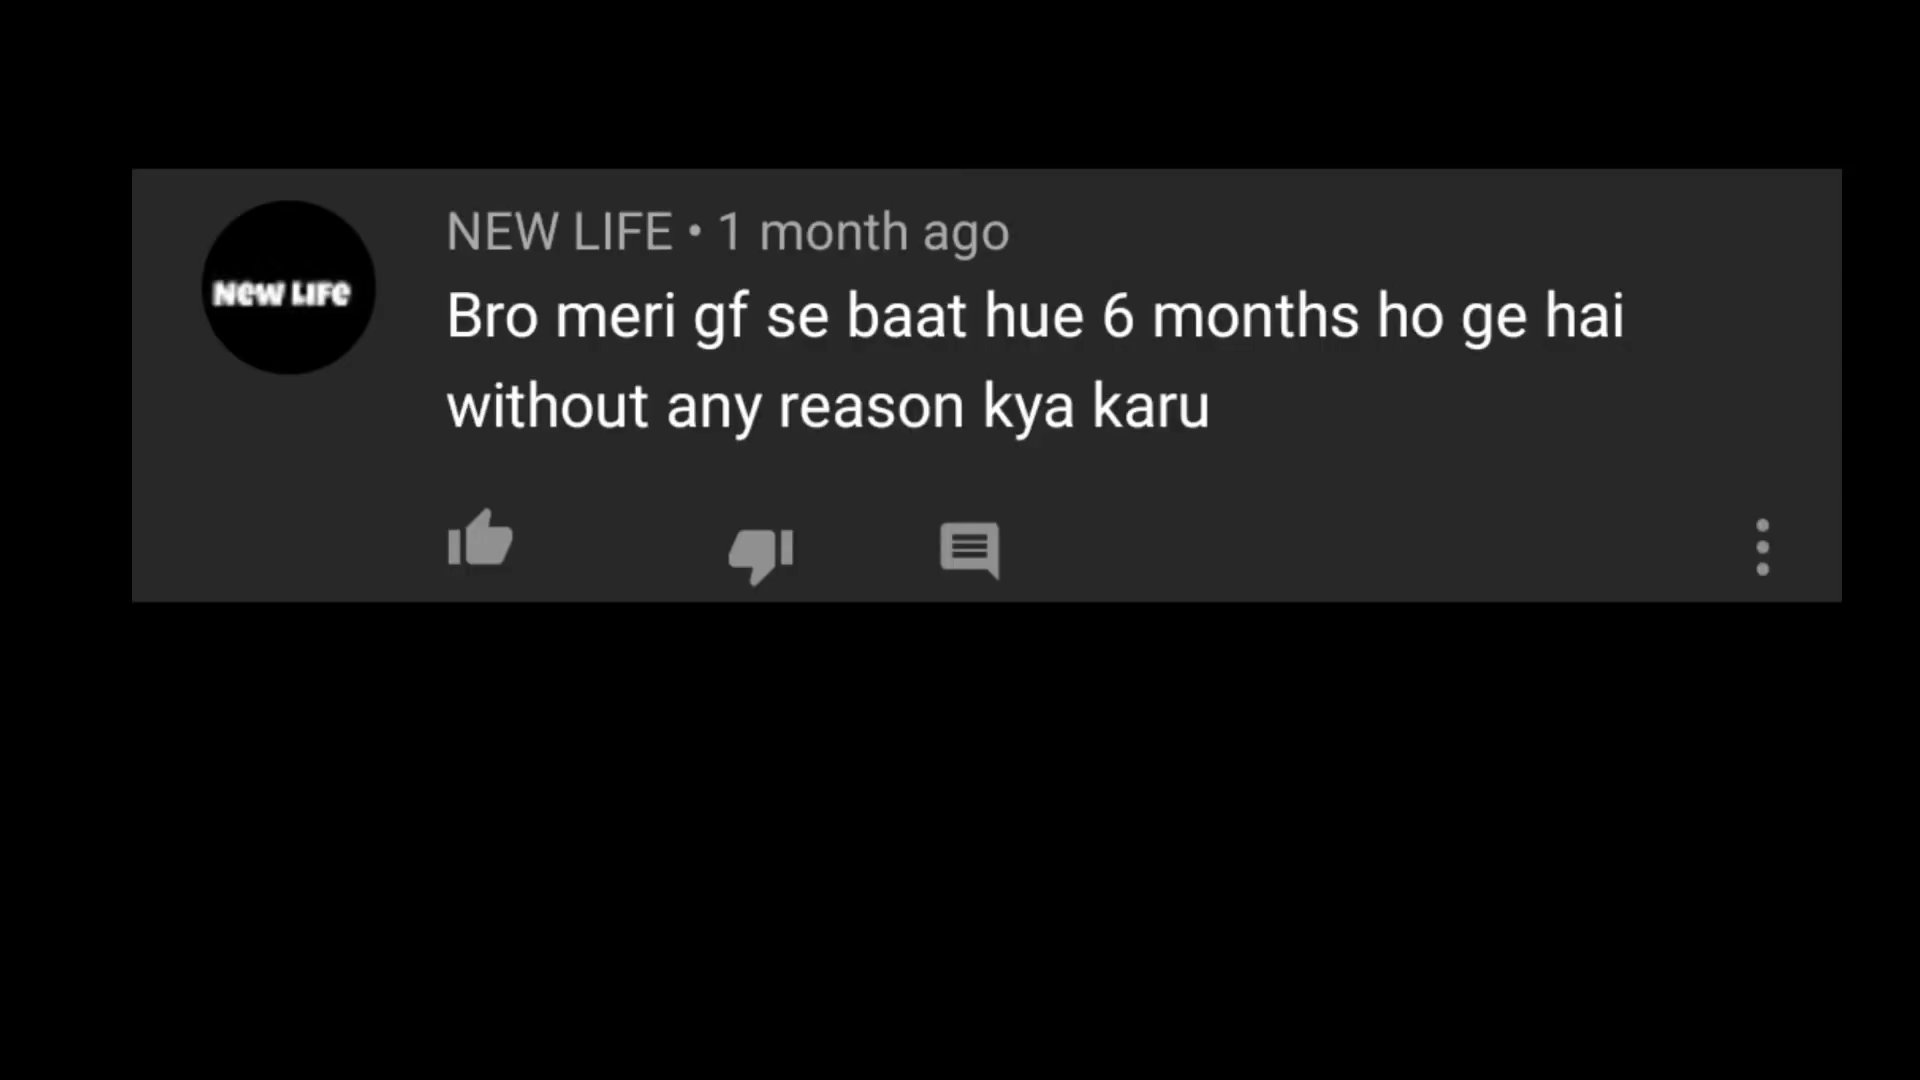 NEW LIFE
NEW LIFE • 1 month ago
Bro meri gf se baat hue 6 months ho ge hai
without any reason kya karu